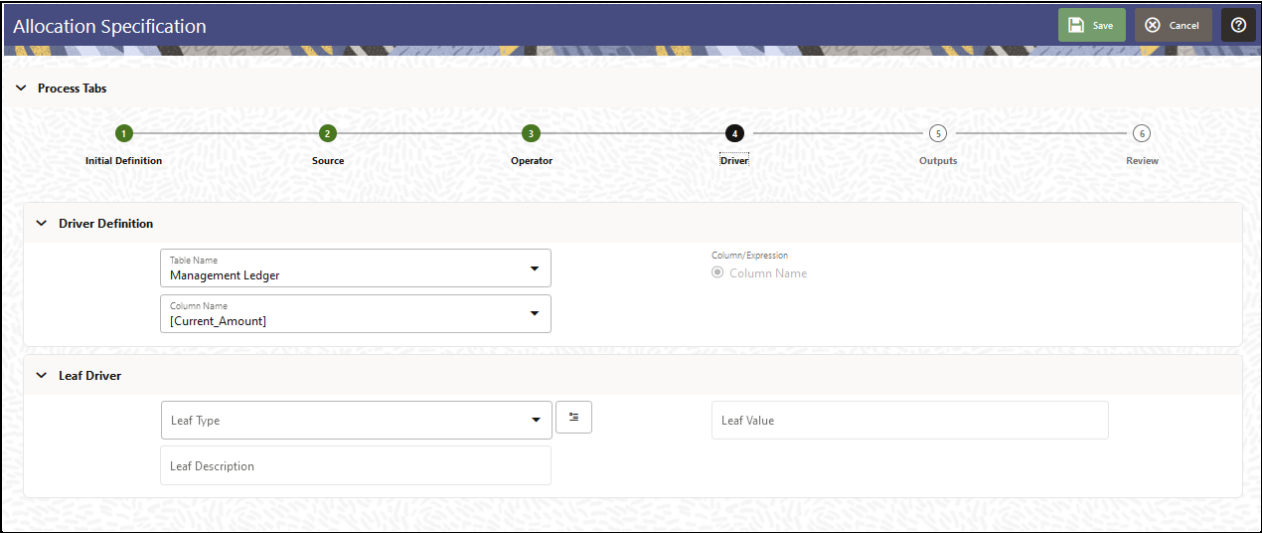 Allocation Specification
Save
Cancel
?
Process Tabs
1
2
3
4
5
6
Initial Definition
Source
Operator
Driver
Outputs
Review
Driver Definition
Table Name
Management Ledger
Column/Expression
Column Name
Column Name
[Current_Amount]
Leaf Driver
Leaf Type
Leaf Value
Leaf Description